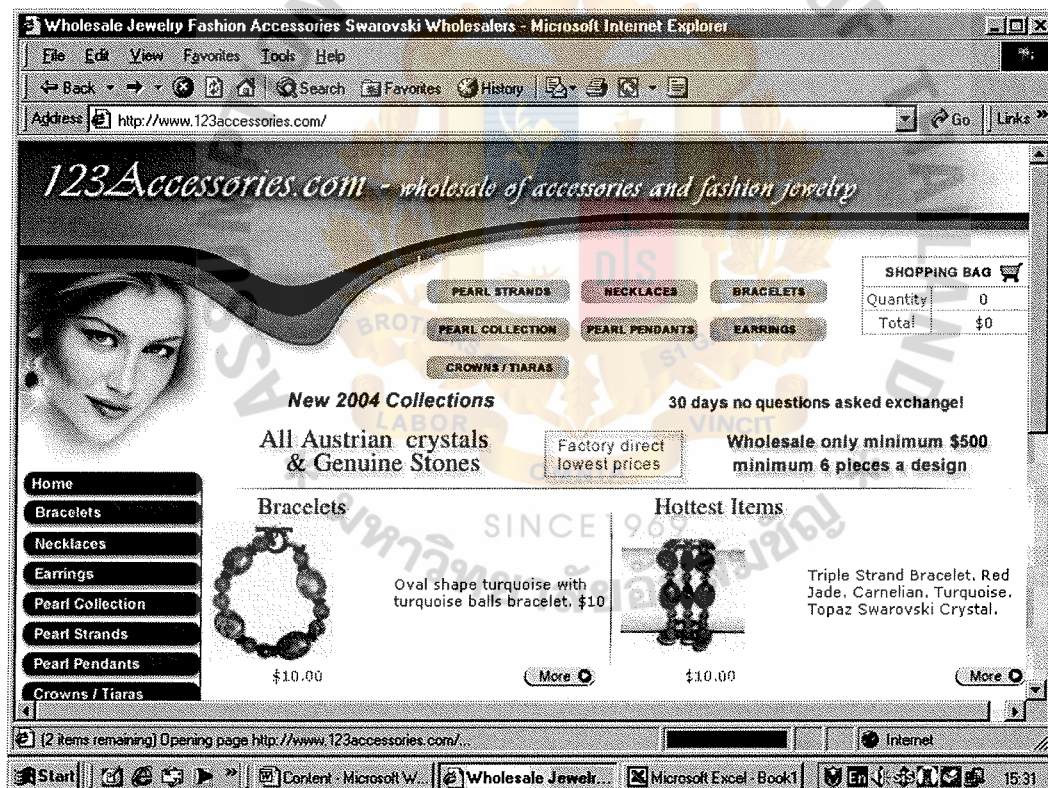 Wholesale Jewelry Fashion Accessories Swarovski Wholesalers - Microsoft Internet Explorer
File Edit View Favorites Tools Help
Back Search Favorites History
Address http://www.123accessories.com/ Go Links »
123Accessories.com - wholesale of accessories and fashion jewelry
SHOPPING BAG
Quantity 0
Total $0
PEARL STRANDS NECKLACES BRACELETS
PEARL COLLECTION PEARL PENDANTS EARRINGS
CROWNS / TIARAS
New 2004 Collections
30 days no questions asked exchange!
All Austrian crystals
& Genuine Stones
Factory direct
lowest prices
Wholesale only minimum $500
minimum 6 pieces a design
Home
Bracelets
Necklaces
Earrings
Pearl Collection
Pearl Strands
Pearl Pendants
Crowns / Tiaras
Bracelets
Oval shape turquoise with
turquoise balls bracelet. $10
$10.00
More
Hottest Items
Triple Strand Bracelet. Red
Jade. Carnelian. Turquoise.
Topaz Swarovski Crystal.
$10.00
More
(2 items remaining) Opening page http://www.123accessories.com/...
Internet
Start » Content - Microsoft W... Wholesale Jewelr... Microsoft Excel - Book1 En 15:31
THAILAND
DS
LABOR
VINCIT
SINCE 1969